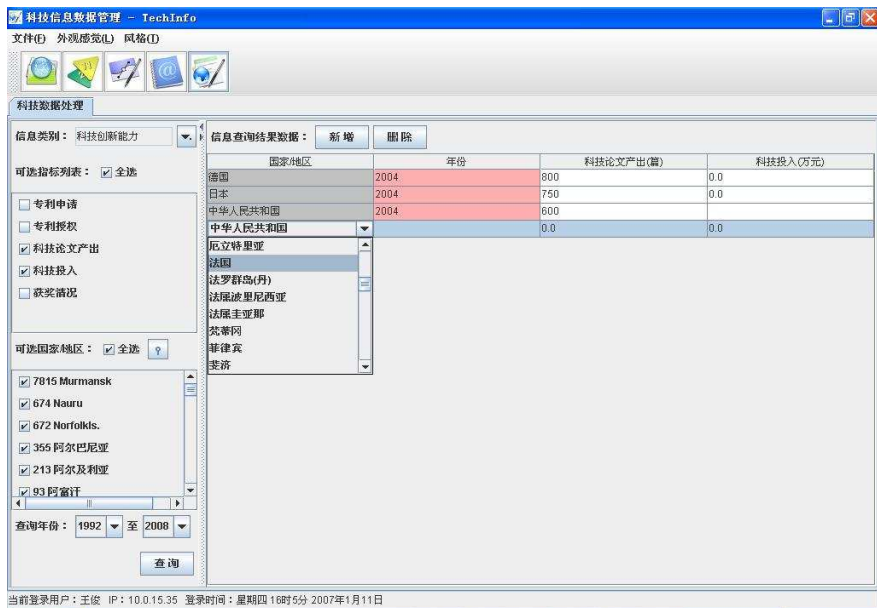 科技信息数据管理 - TechInfo
文件(F) 外观感觉(L) 风格(I)
科技数据处理
信息类别： 科技创新能力
可选指标列表： 全选
专利申请
专利授权
科技论文产出
科技投入
获奖情况
可选国家/地区： 全选
7815 Murmansk
674 Nauru
672 NorfolkIs.
355 阿尔巴尼亚
213 阿尔及利亚
93 阿富汗
查询年份： 1992 至 2008
查询
信息查询结果数据： 新增 删除
国家/地区 年份 科技论文产出(篇) 科技投入(万元)
德国 2004 800 0.0
日本 2004 750 0.0
中华人民共和国 2004 600
中华人民共和国 0.0 0.0
厄立特里亚
法国
法罗群岛(丹)
法属波里尼西亚
法属圭亚那
梵蒂冈
菲律宾
斐济
当前登录用户：王俊 IP：10.0.15.35 登录时间：星期四 16时5分 2007年1月11日